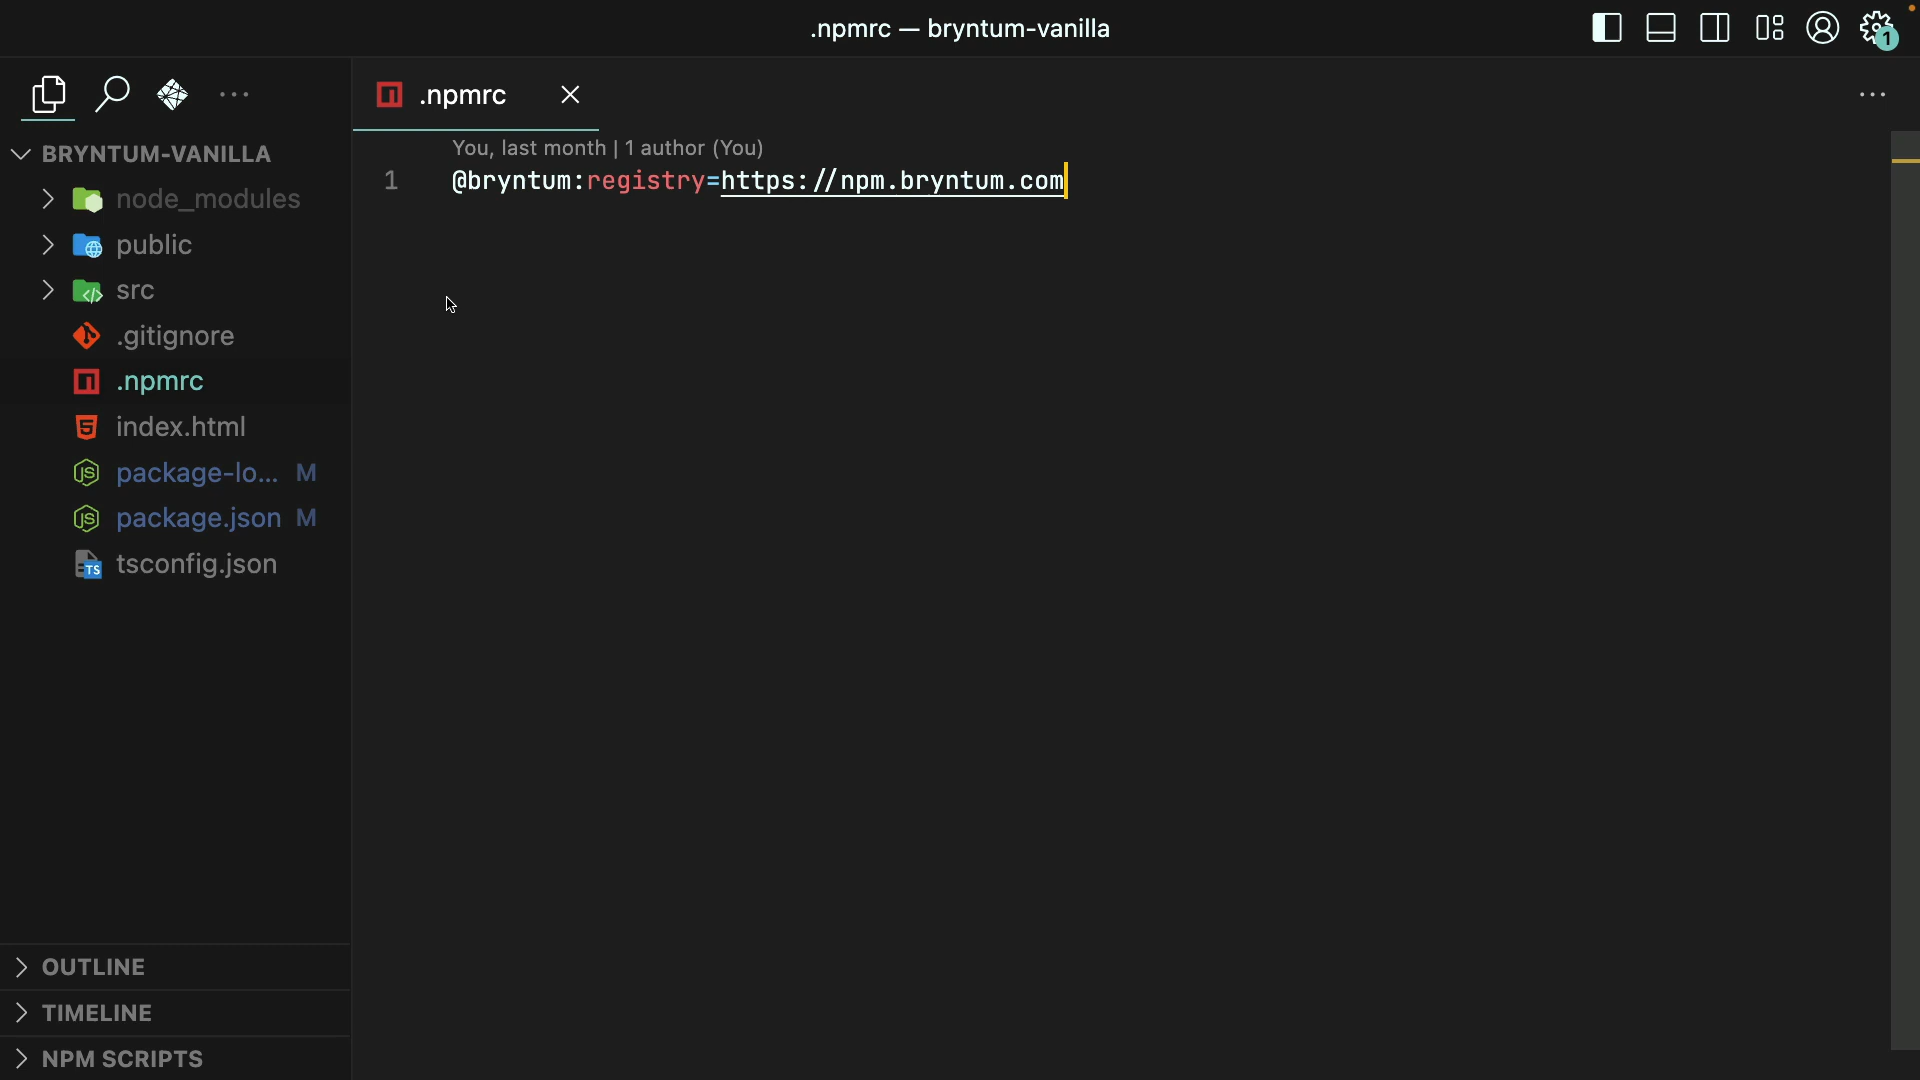 .npmrc — bryntum-vanilla
1
.npmrc
BRYNTUM-VANILLA
node_modules
public
src
.gitignore
.npmrc
index.html
package-lo... M
package.json M
tsconfig.json
OUTLINE
TIMELINE
NPM SCRIPTS
You, last month | 1 author (You)
1 @bryntum:registry=https://npm.bryntum.com